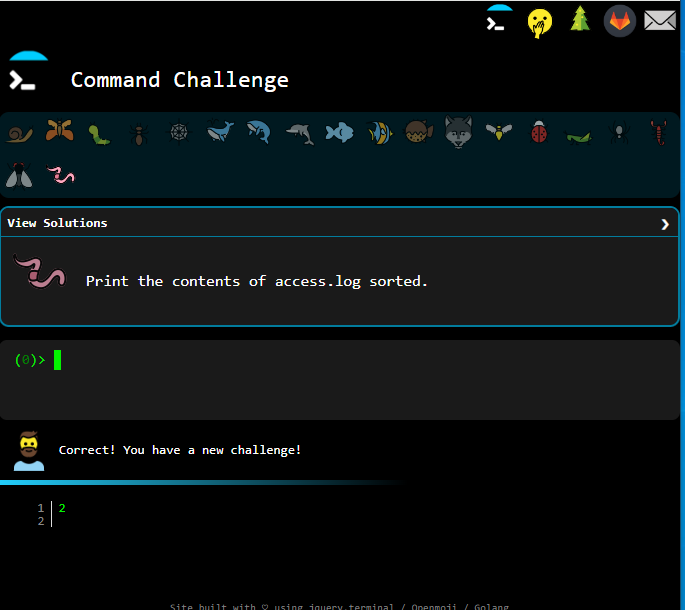 Command Challenge
View Solutions
Print the contents of access.log sorted.
(0)>
Correct! You have a new challenge!
1 2
2
Site built with ♡ using jquery.terminal / Openmoji / Golang